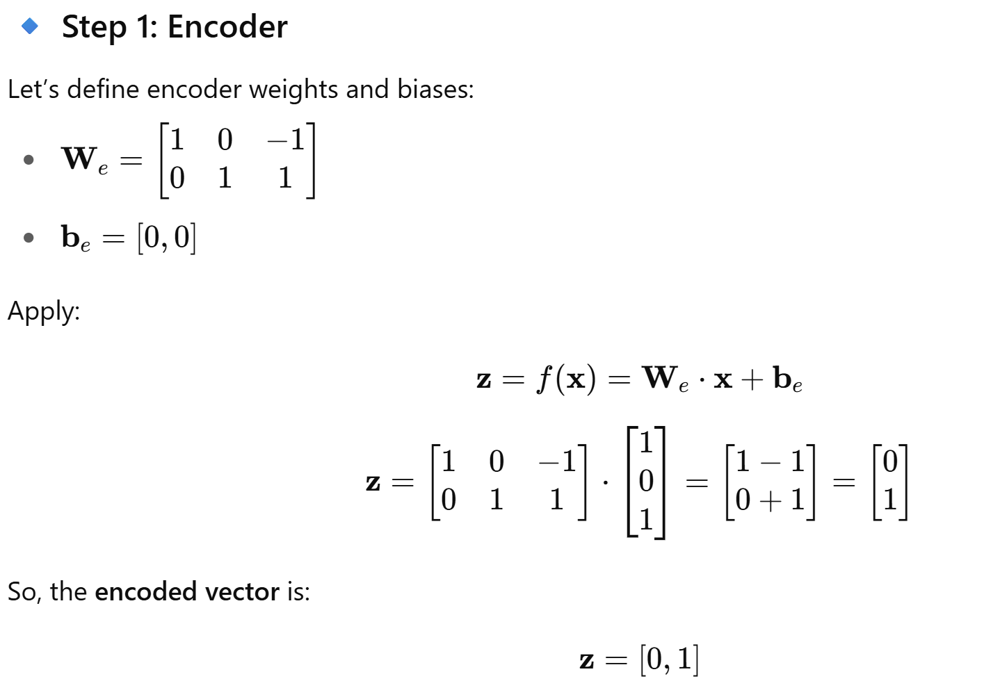 🔹 Step 1: Encoder
Let's define encoder weights and biases:
• $\mathbf{W}_e = \begin{bmatrix} 1 & 0 & -1 \\ 0 & 1 & 1 \end{bmatrix}$
• $\mathbf{b}_e = [0, 0]$
Apply:
$\mathbf{z} = f(\mathbf{x}) = \mathbf{W}_e \cdot \mathbf{x} + \mathbf{b}_e$
$\mathbf{z} = \begin{bmatrix} 1 & 0 & -1 \\ 0 & 1 & 1 \end{bmatrix} \cdot \begin{bmatrix} 1 \\ 0 \\ 1 \end{bmatrix} = \begin{bmatrix} 1 - 1 \\ 0 + 1 \end{bmatrix} = \begin{bmatrix} 0 \\ 1 \end{bmatrix}$
So, the encoded vector is:
$\mathbf{z} = [0, 1]$